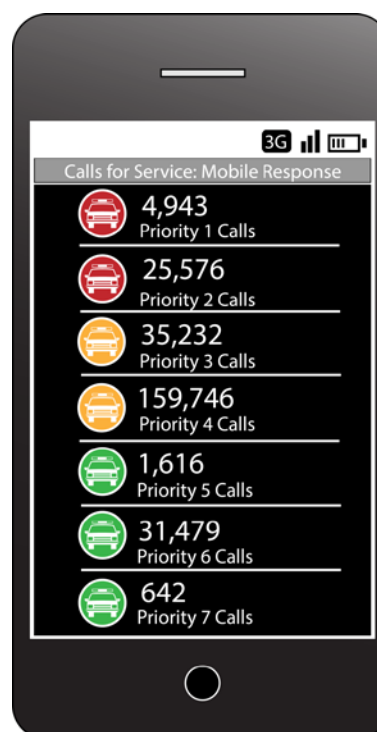 3G
Calls for Service: Mobile Response
4,943
Priority 1 Calls
25,576
Priority 2 Calls
35,232
Priority 3 Calls
159,746
Priority 4 Calls
1,616
Priority 5 Calls
31,479
Priority 6 Calls
642
Priority 7 Calls